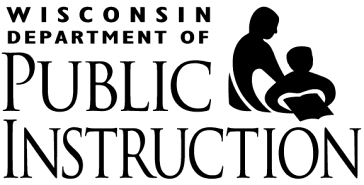 WISCONSIN
DEPARTMENT OF
PUBLIC
INSTRUCTION